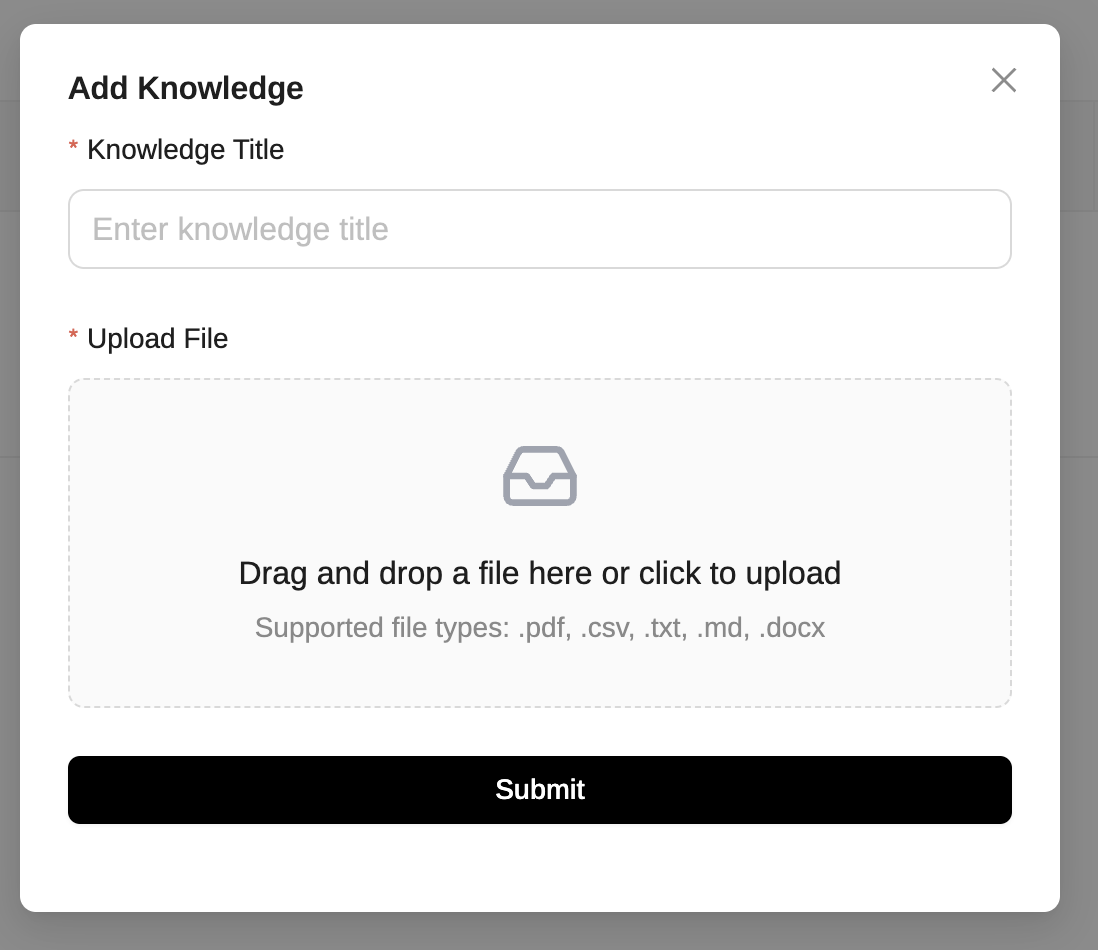 Add Knowledge
* Knowledge Title
Enter knowledge title
* Upload File
Drag and drop a file here or click to upload
Supported file types: .pdf, .csv, .txt, .md, .docx
Submit